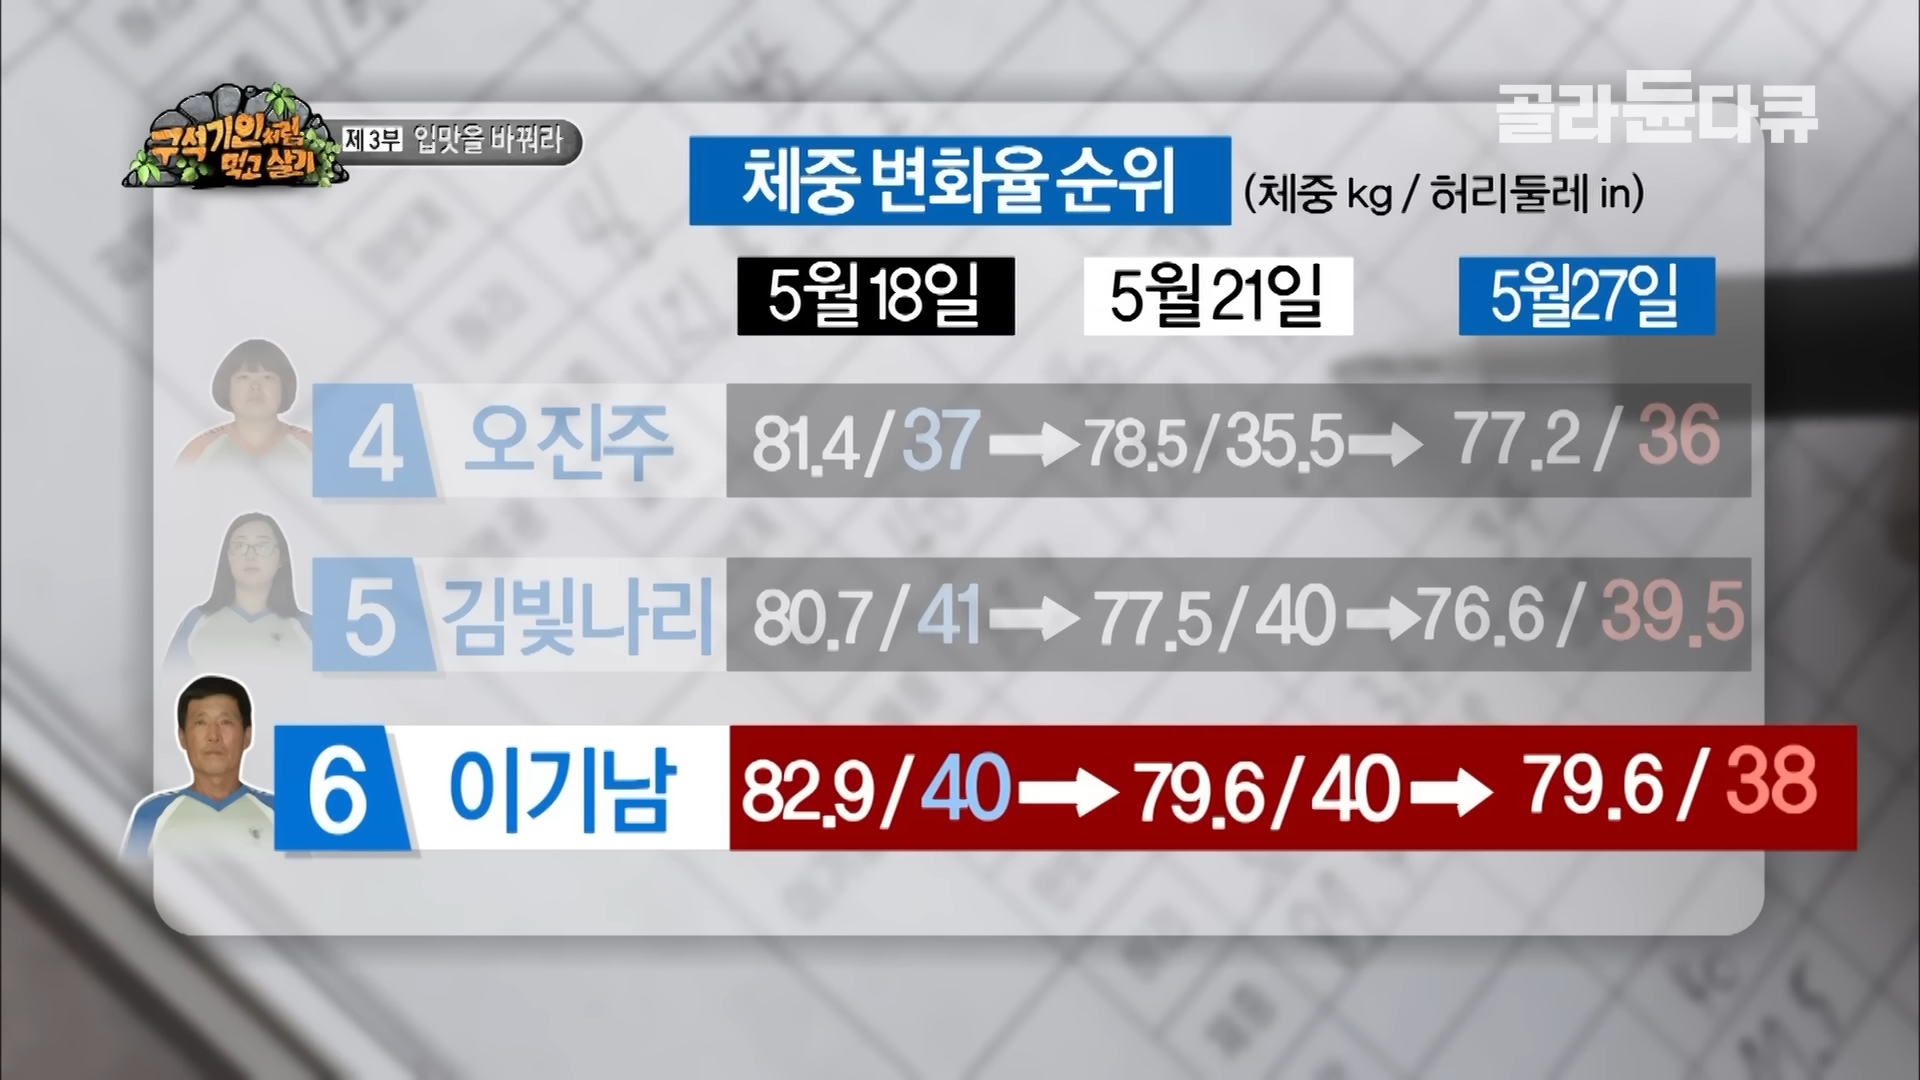 골라듄다큐
구석기인처럼
먹고 살기
제3부 입맛을 바꿔라
체중 변화율 순위 (체중 kg / 허리둘레 in)
5월 18일 5월 21일 5월27일
4 오진주 81.4/37 → 78.5/35.5 → 77.2/36
5 김빛나리 80.7/41 → 77.5/40 → 76.6/39.5
6 이기남 82.9/40 → 79.6/40 → 79.6/38